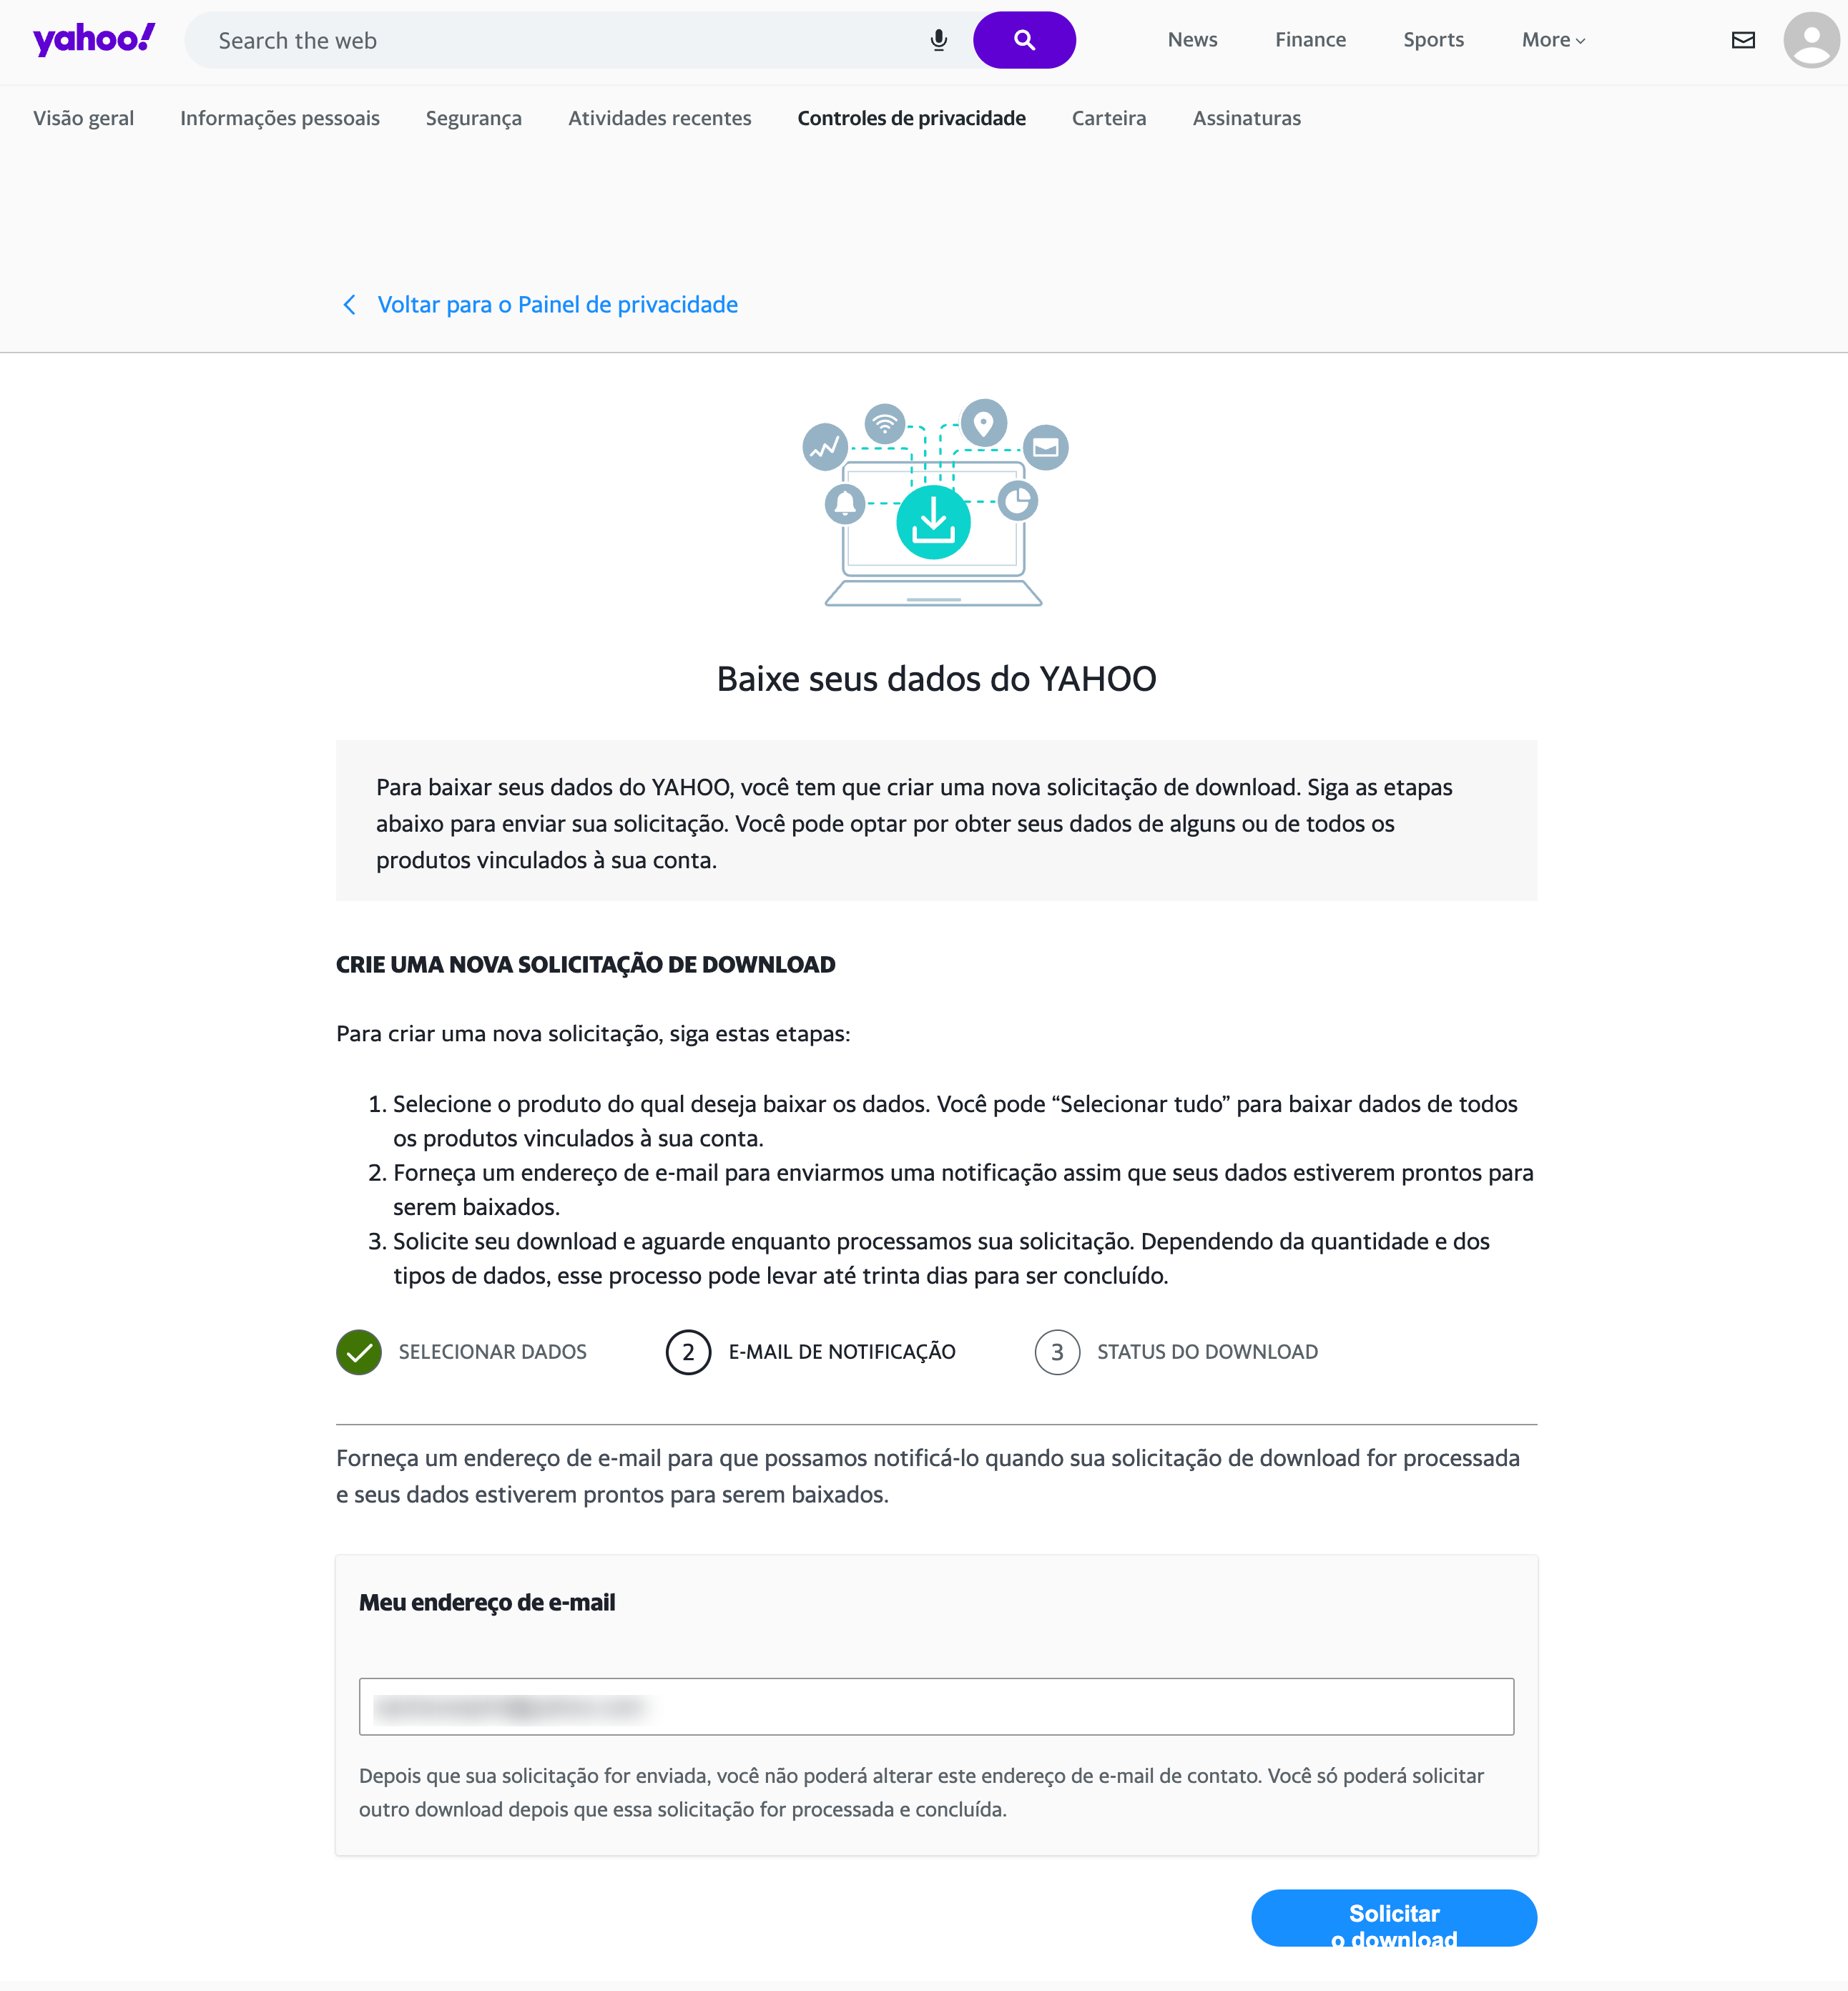 yahoo!
Search the web
News
Finance
Sports
More
Visão geral
Informações pessoais
Segurança
Atividades recentes
Controles de privacidade
Carteira
Assinaturas
Voltar para o Painel de privacidade
Baixe seus dados do YAHOO
Para baixar seus dados do YAHOO, você tem que criar uma nova solicitação de download. Siga as etapas
abaixo para enviar sua solicitação. Você pode optar por obter seus dados de alguns ou de todos os
produtos vinculados à sua conta.
CRIE UMA NOVA SOLICITAÇÃO DE DOWNLOAD
Para criar uma nova solicitação, siga estas etapas:
1. Selecione o produto do qual deseja baixar os dados. Você pode “Selecionar tudo” para baixar dados de todos
os produtos vinculados à sua conta.
2. Forneça um endereço de e-mail para enviarmos uma notificação assim que seus dados estiverem prontos para
serem baixados.
3. Solicite seu download e aguarde enquanto processamos sua solicitação. Dependendo da quantidade e dos
tipos de dados, esse processo pode levar até trinta dias para ser concluído.
SELECIONAR DADOS
2 E-MAIL DE NOTIFICAÇÃO
3 STATUS DO DOWNLOAD
Forneça um endereço de e-mail para que possamos notificá-lo quando sua solicitação de download for processada
e seus dados estiverem prontos para serem baixados.
Meu endereço de e-mail
Depois que sua solicitação for enviada, você não poderá alterar este endereço de e-mail de contato. Você só poderá solicitar
outro download depois que essa solicitação for processada e concluída.
Solicitar
o download